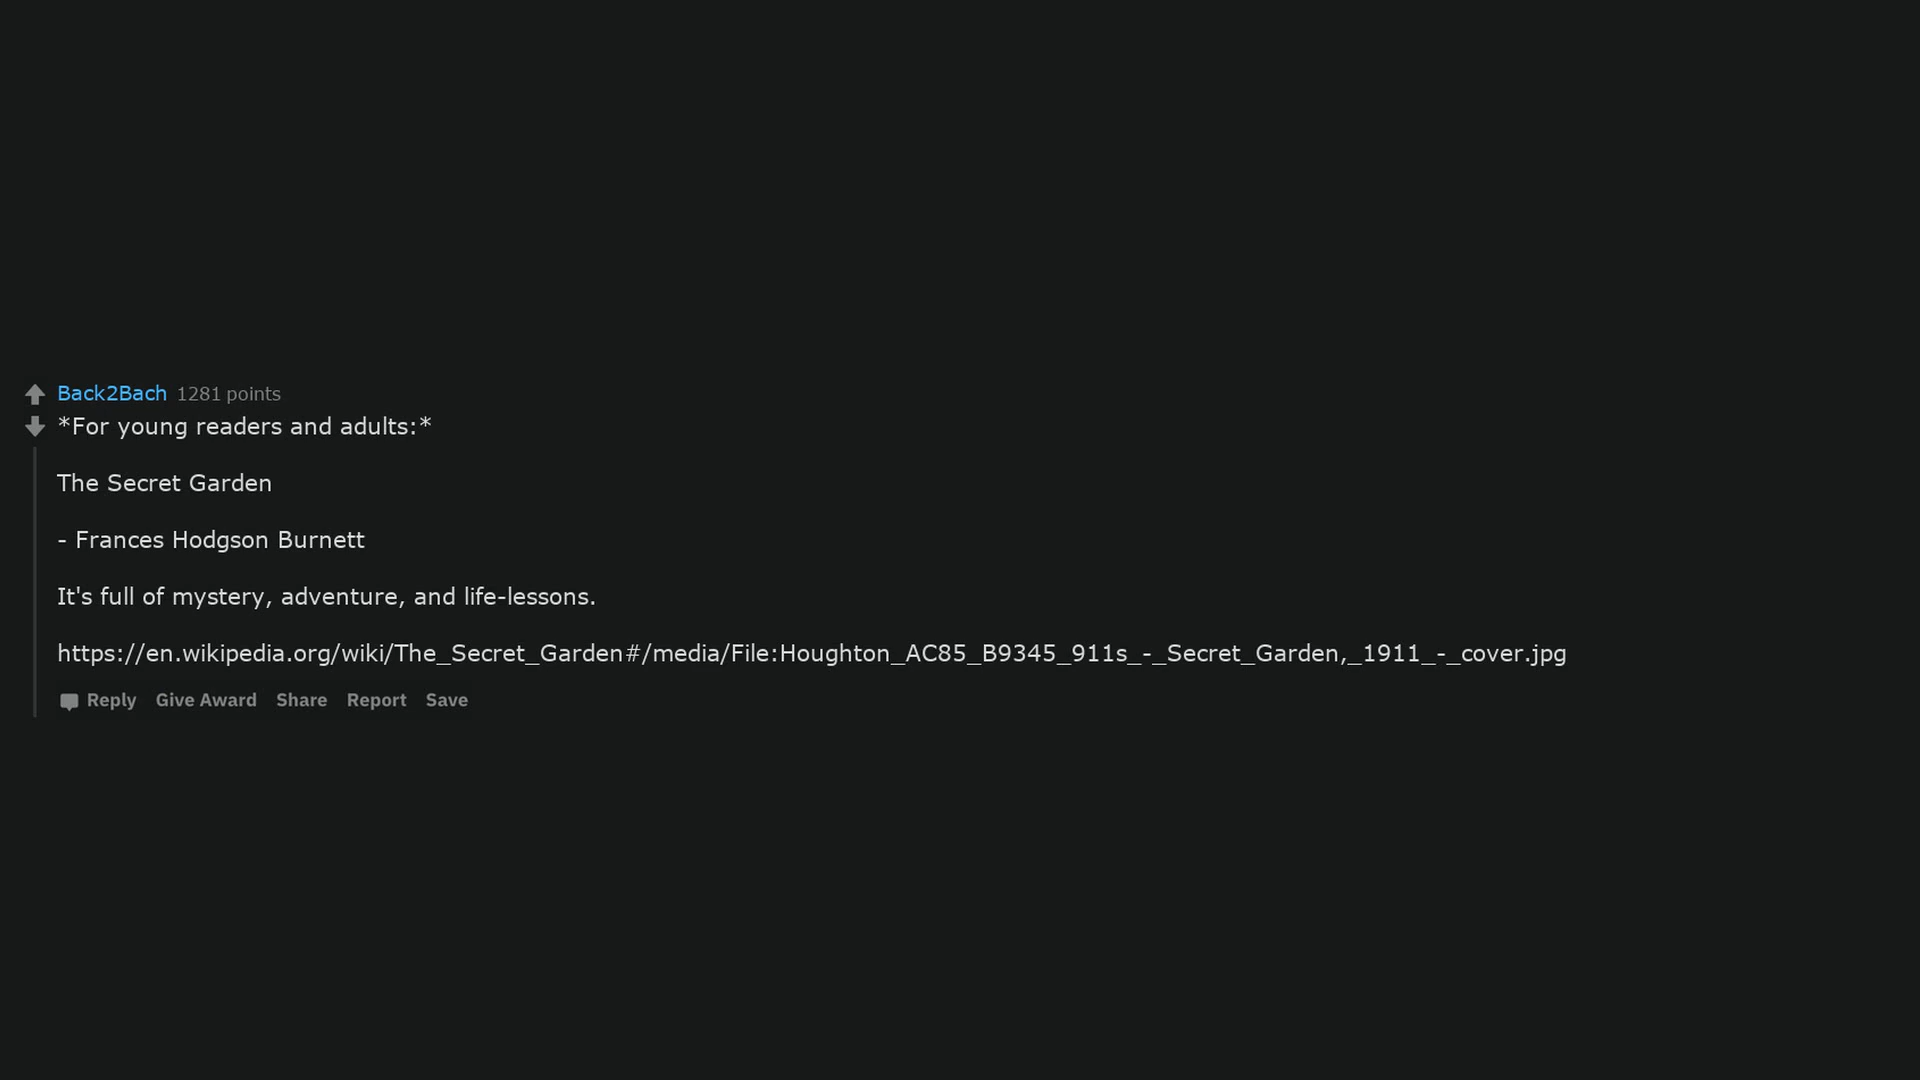 Back2Bach 1281 points
*For young readers and adults:*
The Secret Garden
- Frances Hodgson Burnett
It's full of mystery, adventure, and life-lessons.
https://en.wikipedia.org/wiki/The_Secret_Garden#/media/File:Houghton_AC85_B9345_911s_-_Secret_Garden,_1911_-_cover.jpg
Reply Give Award Share Report Save